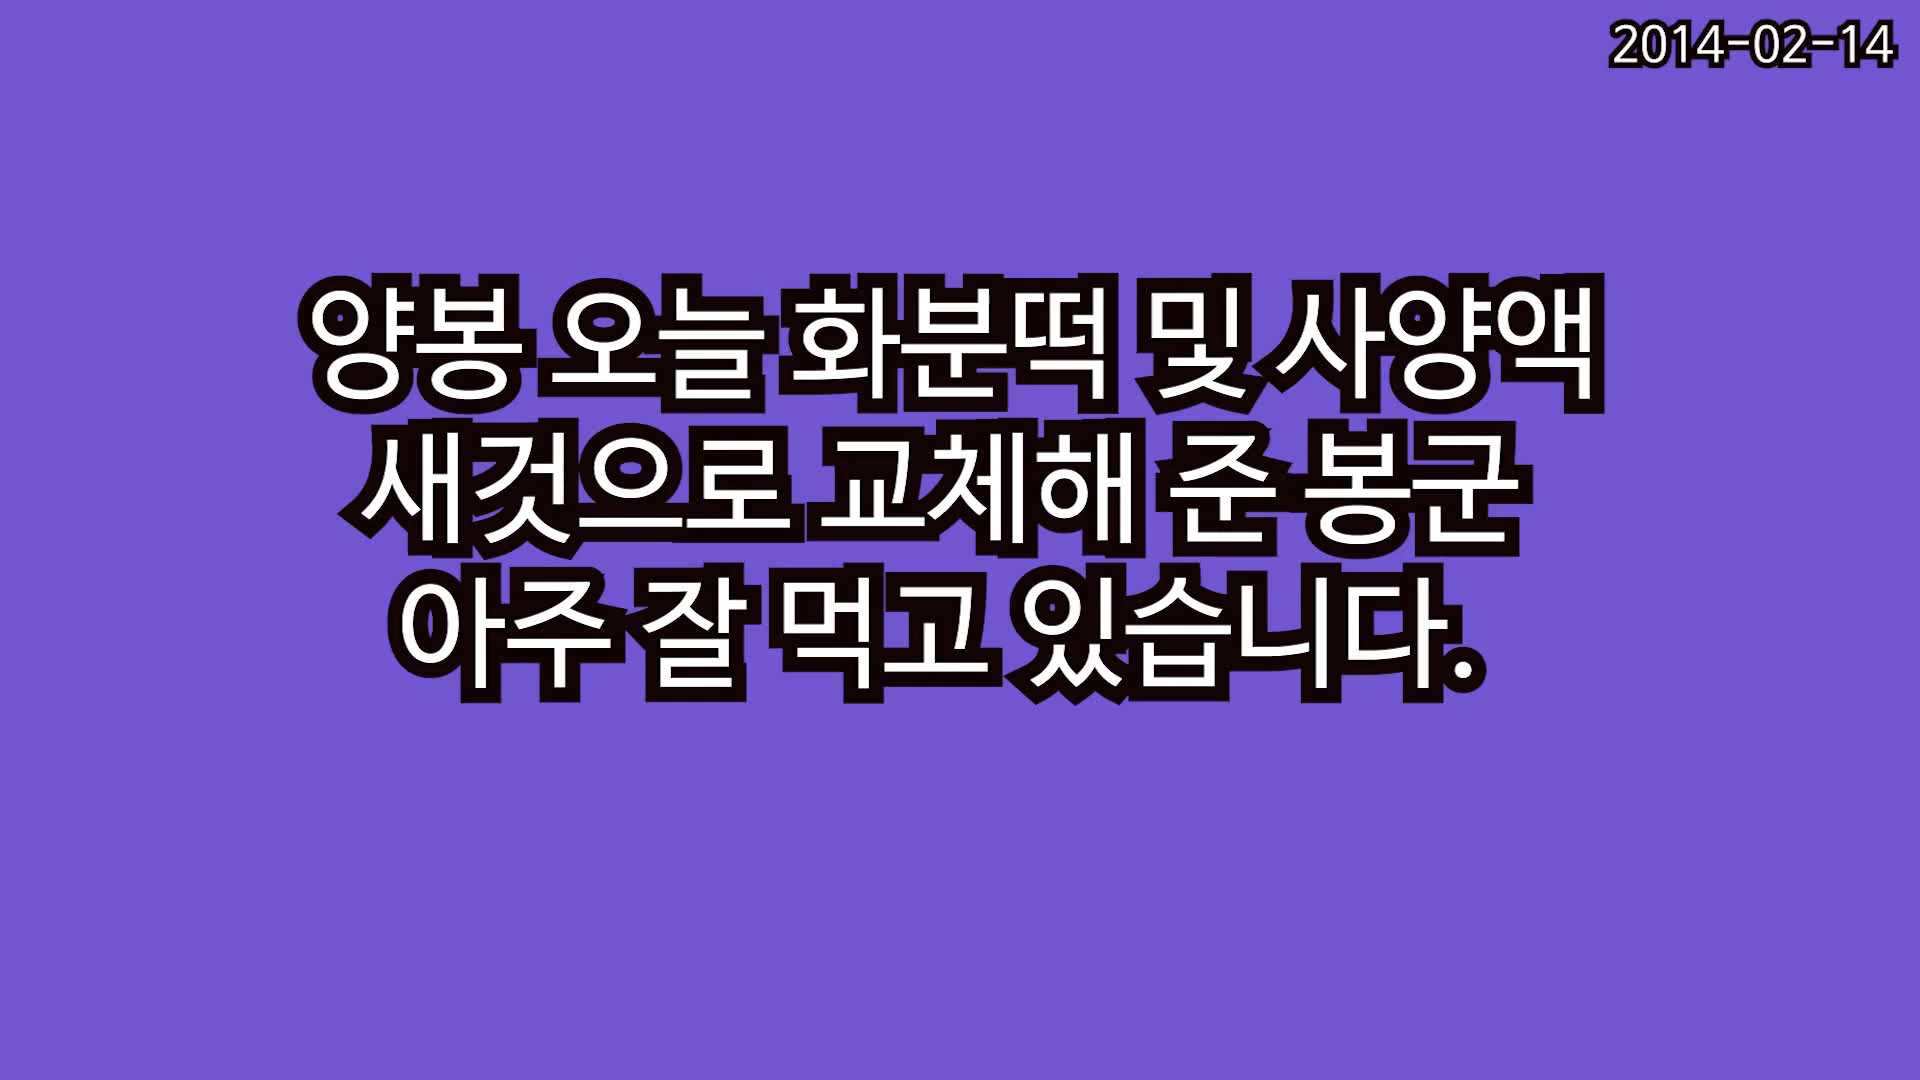 2014-02-14
양봉 오늘 화분떡 및 사양액
새것으로 교체해 준 봉군
아주 잘 먹고 있습니다.